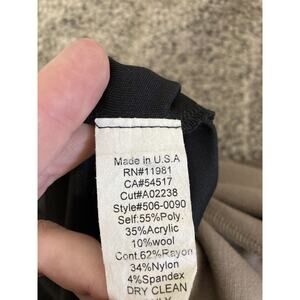 Made In U.S.A
RN#11981
CA#54517
Cut#A02238
Style#506-0090
Self:55%Poly.
35%Acrylic
10%wool
Cont.62%Rayon
34%Nylon
4%Spandex
DRY CLEAN